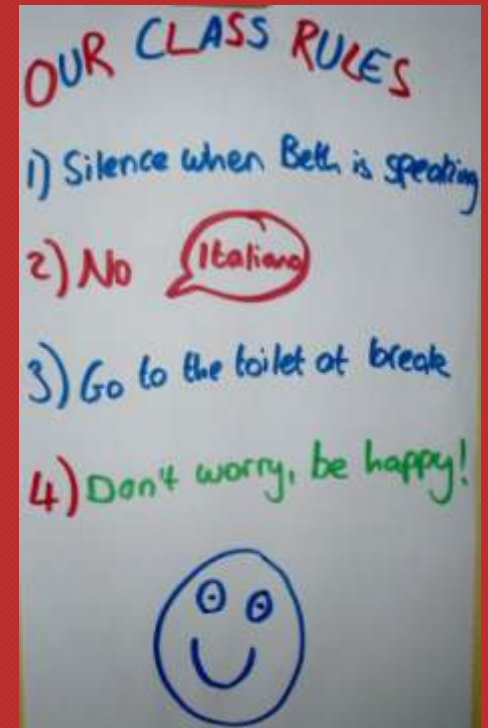 OUR CLASS RULES
1) Silence when Beth is speaking
2) No Italiano
3) Go to the toilet at break
4) Don't worry, be happy!